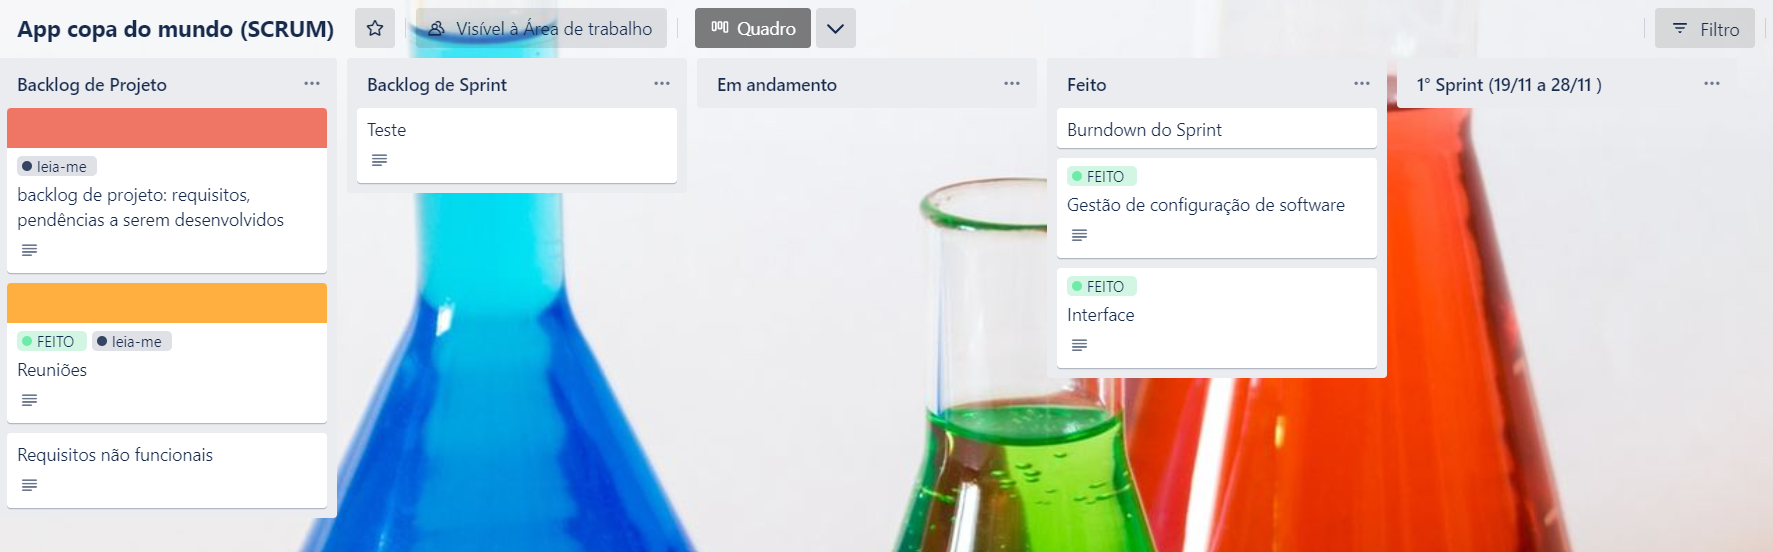 App copa do mundo (SCRUM)
Visível à Área de trabalho
Quadro
Filtro
Backlog de Projeto
leia-me
backlog de projeto: requisitos,
pendências a serem desenvolvidos
FEITO leia-me
Reuniões
Requisitos não funcionais
Backlog de Sprint
Teste
Em andamento
Feito
Burndown do Sprint
FEITO
Gestão de configuração de software
FEITO
Interface
1° Sprint (19/11 a 28/11 )